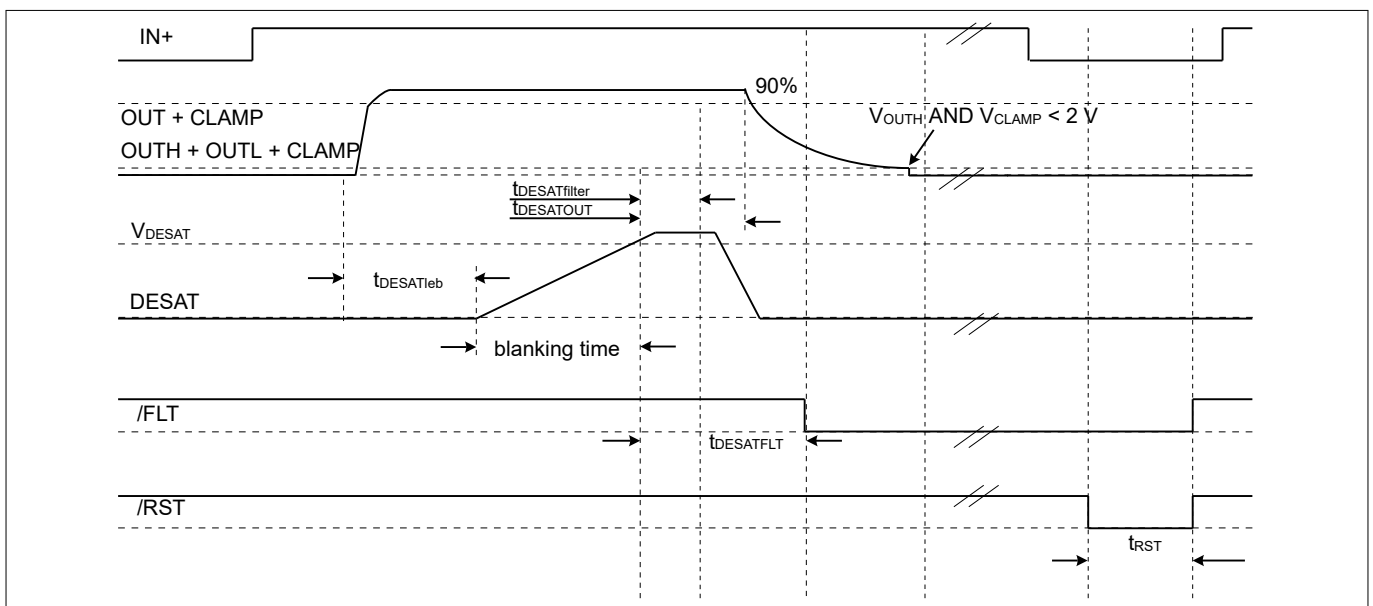 IN+
90%
OUT + CLAMP
VOUTH AND VCLAMP < 2 V
OUTH + OUTL + CLAMP
tDESATfilter
tDESATOUT
VDESAT
tDESATleb
DESAT
blanking time
/FLT
tDESATFLT
/RST
tRST